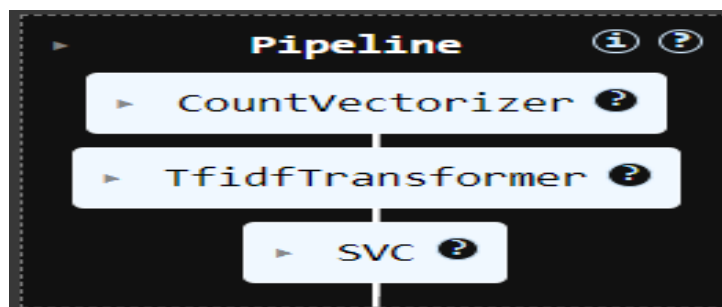 Pipeline i ?
CountVectorizer ?
TfidfTransformer ?
SVC ?